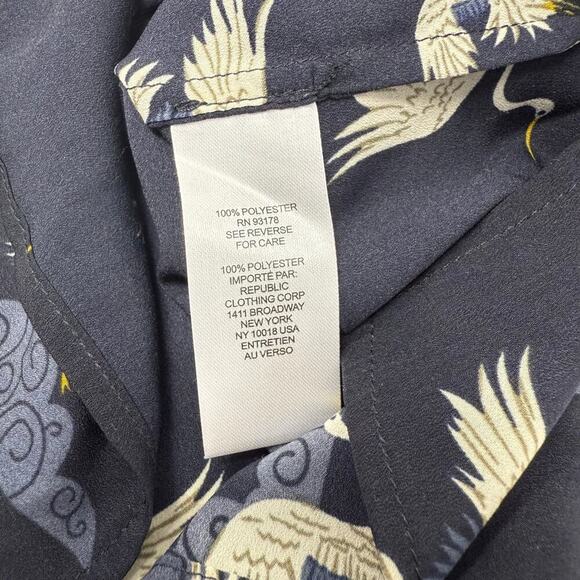 100% POLYESTER
RN 93178
SEE REVERSE
FOR CARE
100% POLYESTER
IMPORTÉ PAR:
REPUBLIC
CLOTHING CORP
1411 BROADWAY
NEW YORK
NY 10018 USA
ENTRETIEN
AU VERSO